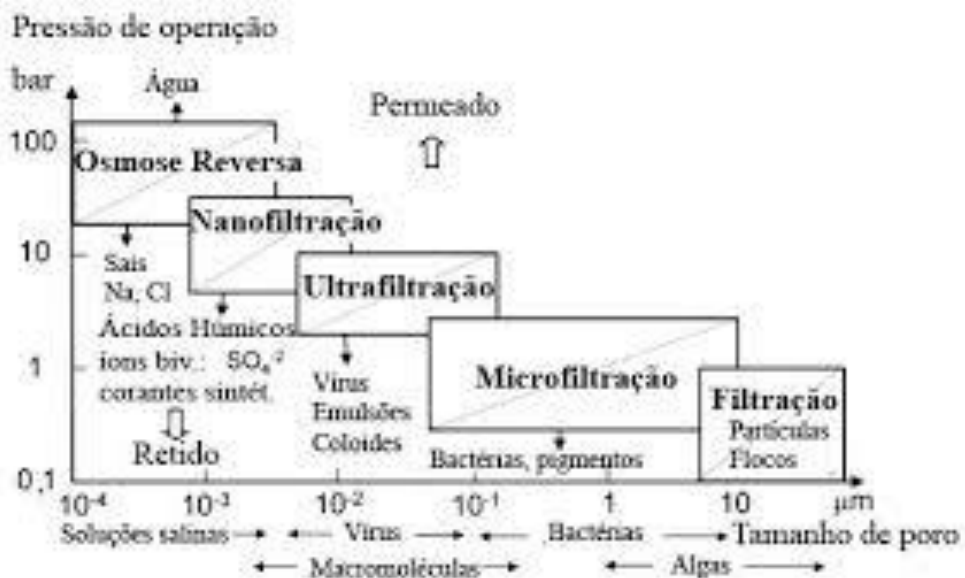 Pressão de operação
bar
Água
Permeado
100
Osmose Reversa
Nanofiltração
10
Sais
Na, Cl
Ultrafiltração
Ácidos Húmicos
íons biv.: SO₄⁻²
corantes sintét.
1
Vírus
Emulsões
Coloides
Microfiltração
Filtração
Partículas
Flocos
Retido
Bactérias, pigmentos
0,1
10⁻⁴ 10⁻³ 10⁻² 10⁻¹ 1 10 µm
Soluções salinas Vírus Bactérias Tamanho de poro
Macromoléculas Algas